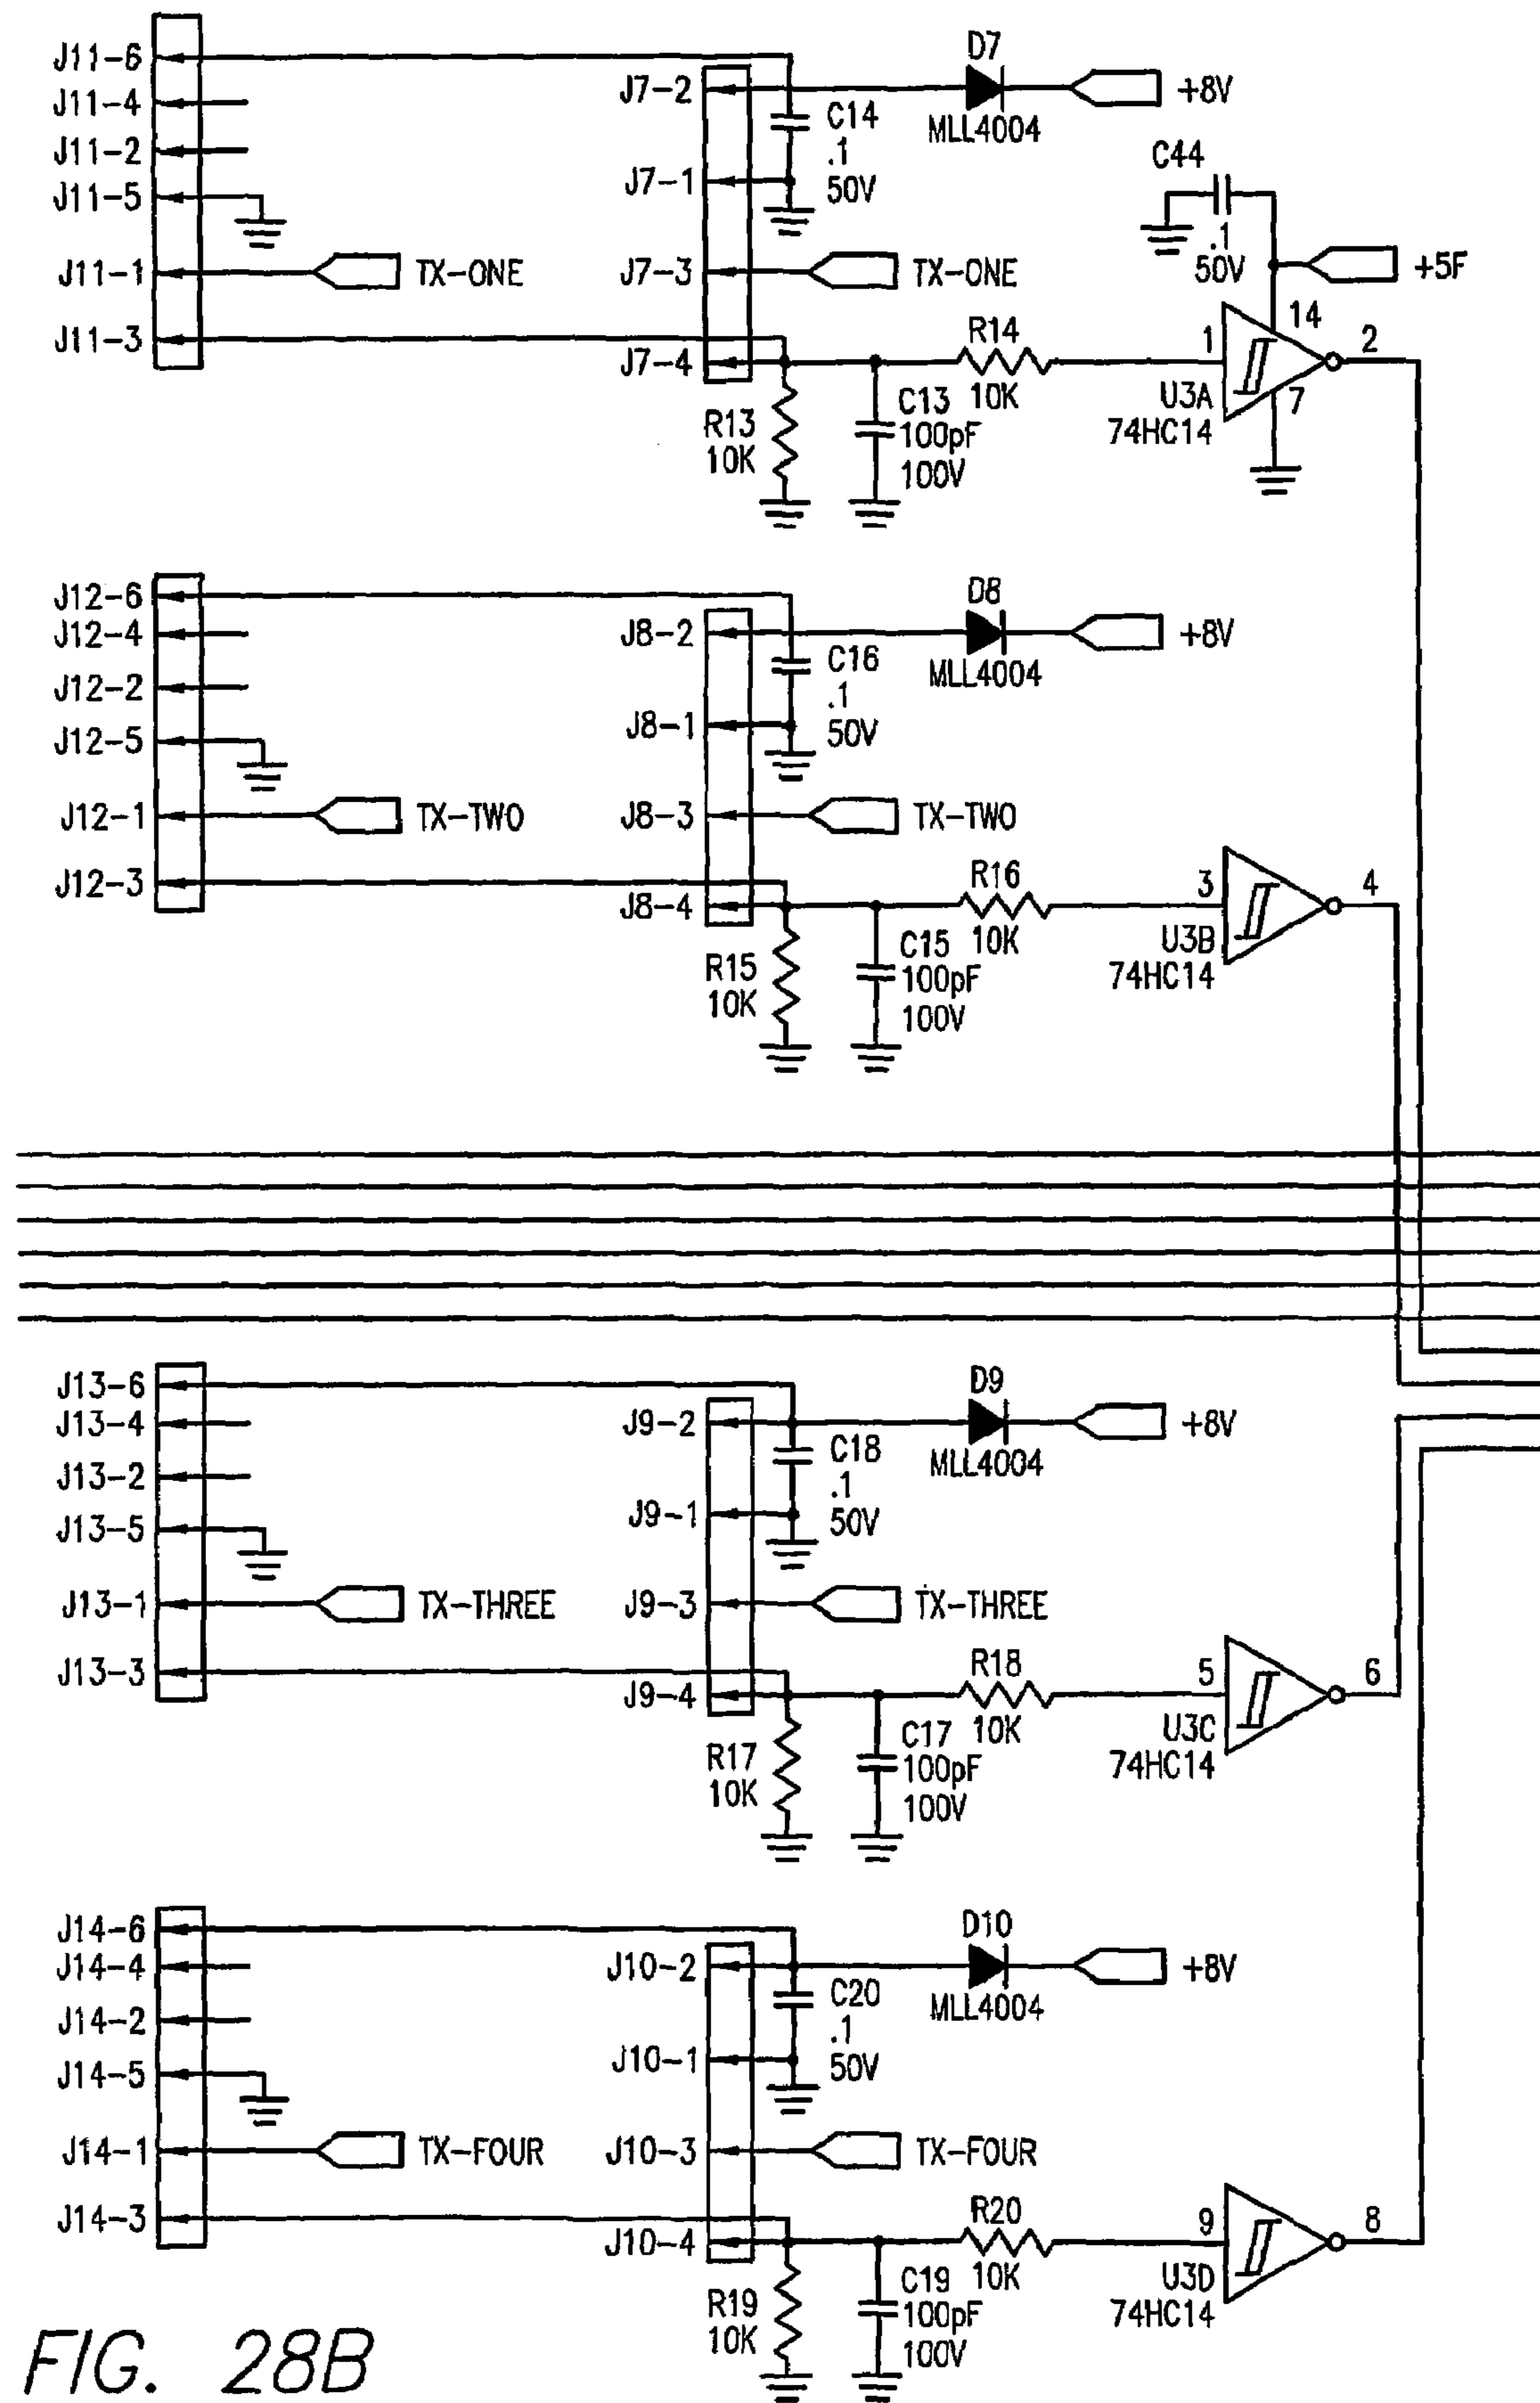 J11-6
J11-4
J11-2
J11-5
J11-1
J11-3
TX-ONE
J7-2
J7-1
J7-3
J7-4
C14
.1
50V
D7
MLL4004
+8V
TX-ONE
C44
.1
50V
+5F
R13
10K
C13
100pF
100V
R14
10K
1
14
2
7
U3A
74HC14
J12-6
J12-4
J12-2
J12-5
J12-1
J12-3
TX-TWO
J8-2
J8-1
J8-3
J8-4
C16
.1
50V
D8
MLL4004
+8V
TX-TWO
R15
10K
C15
100pF
100V
R16
10K
3
4
U3B
74HC14
J13-6
J13-4
J13-2
J13-5
J13-1
J13-3
TX-THREE
J9-2
J9-1
J9-3
J9-4
C18
.1
50V
D9
MLL4004
+8V
TX-THREE
R17
10K
C17
100pF
100V
R18
10K
5
6
U3C
74HC14
J14-6
J14-4
J14-2
J14-5
J14-1
J14-3
TX-FOUR
J10-2
J10-1
J10-3
J10-4
C20
.1
50V
D10
MLL4004
+8V
TX-FOUR
R19
10K
C19
100pF
100V
R20
10K
9
8
U3D
74HC14
FIG. 28B